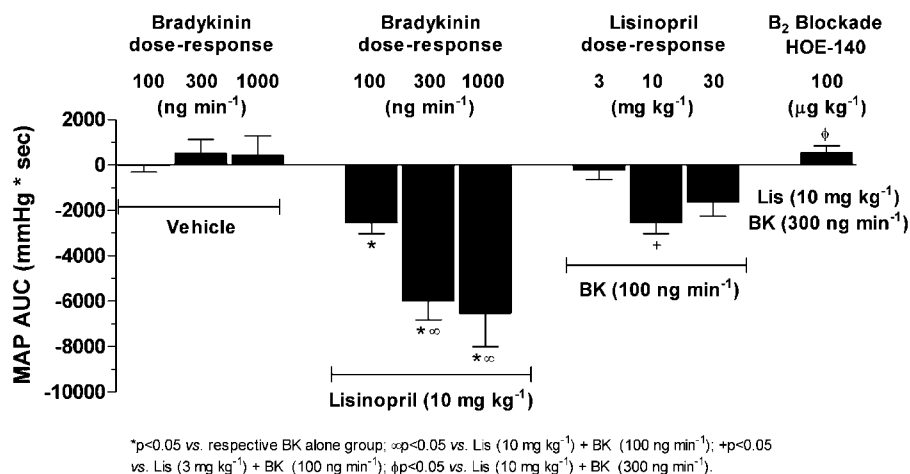 Bradykinin
dose-response
100 300 1000
(ng min⁻¹)
Bradykinin
dose-response
100 300 1000
(ng min⁻¹)
Lisinopril
dose-response
3 10 30
(mg kg⁻¹)
B₂ Blockade
HOE-140
100
(µg kg⁻¹)
MAP AUC (mmHg * sec)
2000
0
-2000
-4000
-6000
-8000
-10000
Vehicle
*
*∞
*∞
Lisinopril (10 mg kg⁻¹)
+
BK (100 ng min⁻¹)
ϕ
Lis (10 mg kg⁻¹)
BK (300 ng min⁻¹)
*p<0.05 vs. respective BK alone group; ∞p<0.05 vs. Lis (10 mg kg⁻¹) + BK (100 ng min⁻¹); +p<0.05
vs. Lis (3 mg kg⁻¹) + BK (100 ng min⁻¹); ϕp<0.05 vs. Lis (10 mg kg⁻¹) + BK (300 ng min⁻¹).